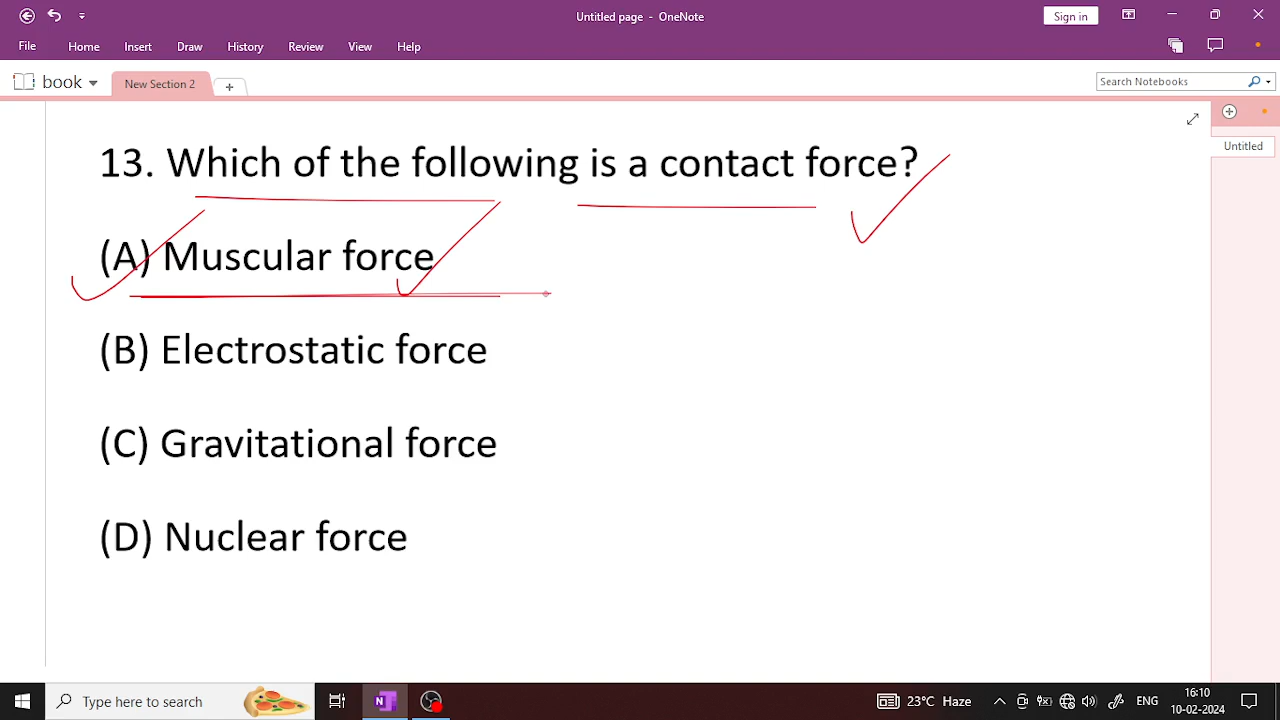 Untitled page - OneNote
Sign in
File Home Insert Draw History Review View Help
book New Section 2
Search Notebooks
13. Which of the following is a contact force?
Untitled
(A) Muscular force
(B) Electrostatic force
(C) Gravitational force
(D) Nuclear force
Type here to search
23°C Haze
ENG
16:10
10-02-2024